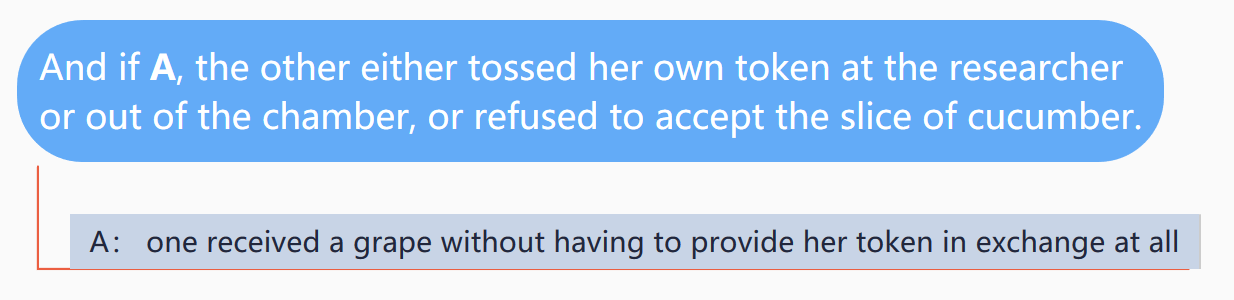 And if A, the other either tossed her own token at the researcher
or out of the chamber, or refused to accept the slice of cucumber.
A： one received a grape without having to provide her token in exchange at all